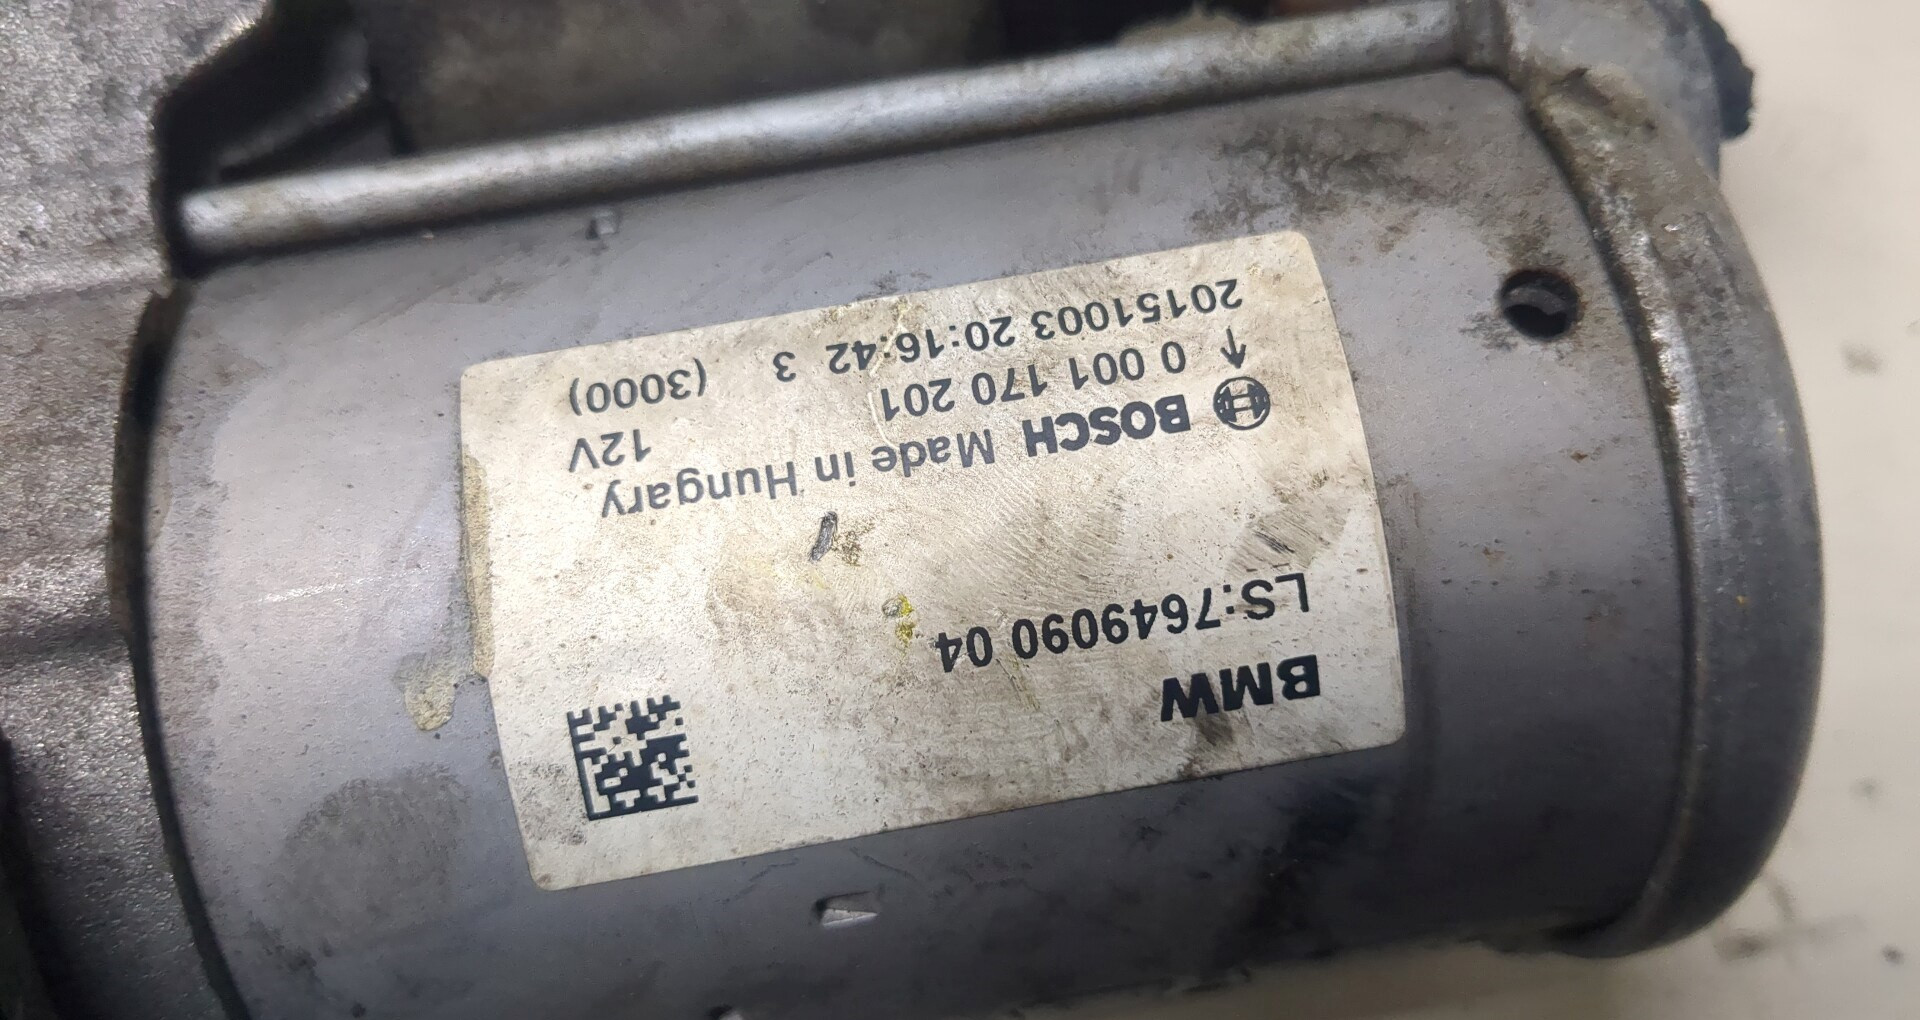 BMW
LS:7649090 04
BOSCH Made in Hungary
0 001 170 201 12V
20151003 20:16:42 3 (3000)